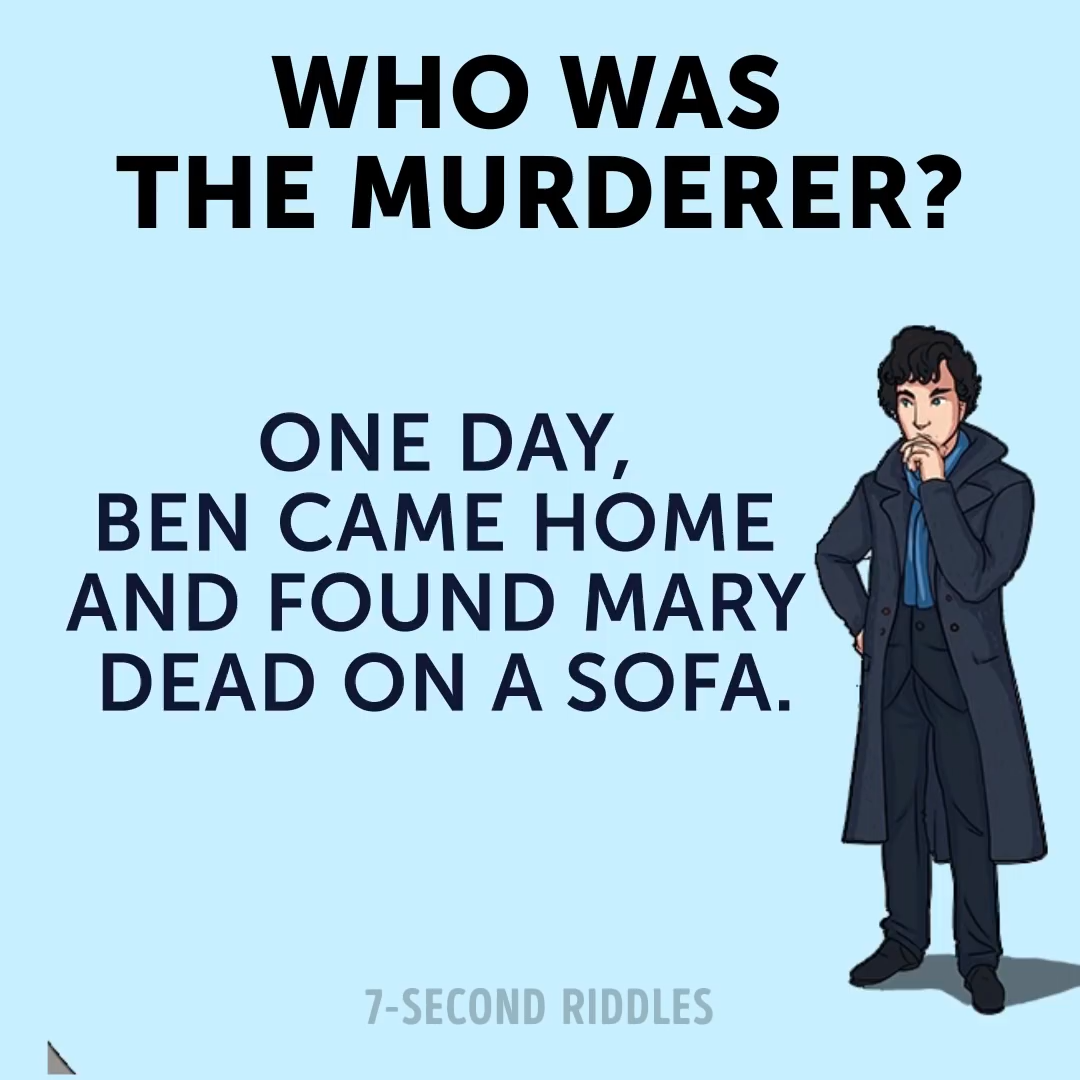 WHO WAS
THE MURDERER?
ONE DAY,
BEN CAME HOME
AND FOUND MARY
DEAD ON A SOFA.
7-SECOND RIDDLES